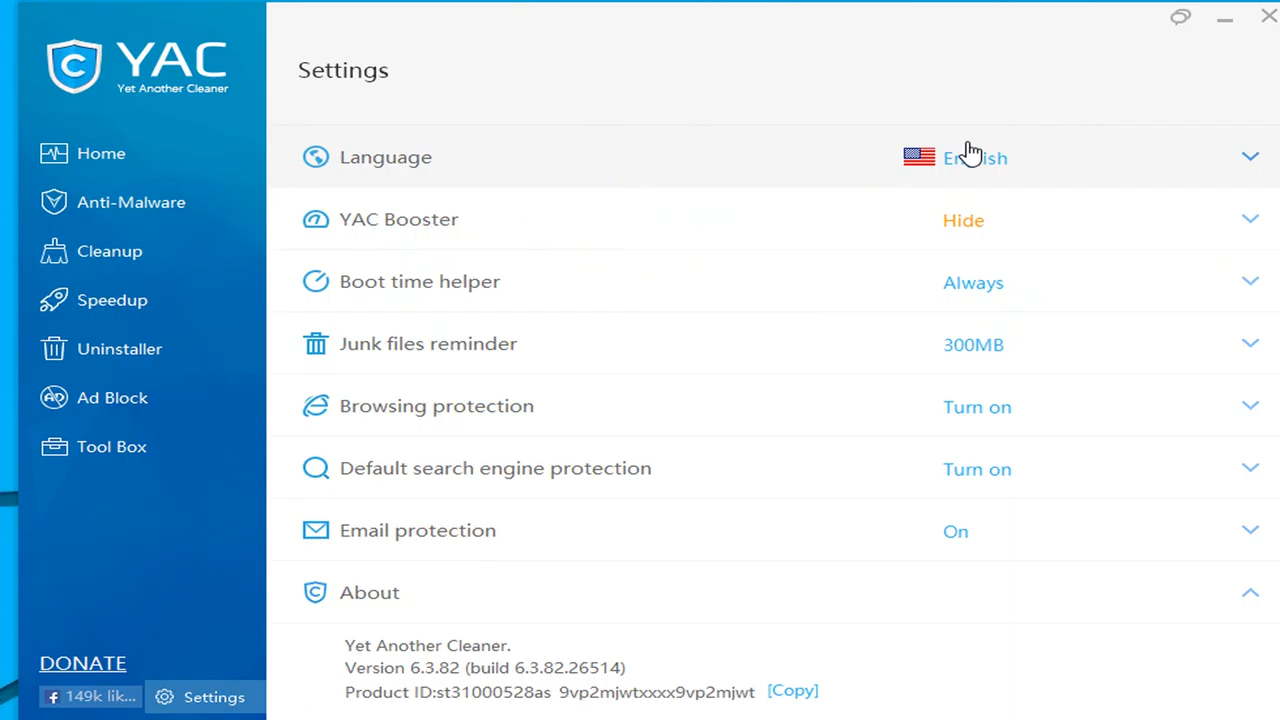 YAC
Yet Another Cleaner
Home
Anti-Malware
Cleanup
Speedup
Uninstaller
Ad Block
Tool Box
DONATE
149k lik...
Settings
Settings
Language English
YAC Booster Hide
Boot time helper Always
Junk files reminder 300MB
Browsing protection Turn on
Default search engine protection Turn on
Email protection On
About
Yet Another Cleaner.
Version 6.3.82 (build 6.3.82.26514)
Product ID:st31000528as 9vp2mjwtxxxx9vp2mjwt [Copy]